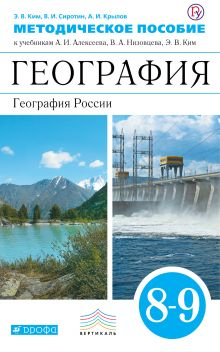 Э. В. Ким, В. И. Сиротин, А. И. Крылов
МЕТОДИЧЕСКОЕ ПОСОБИЕ
к учебникам А. И. Алексеева, В. А. Низовцева, Э. В. Ким
ГЕОГРАФИЯ
География России
дрофа
ВЕРТИКАЛЬ
8-9